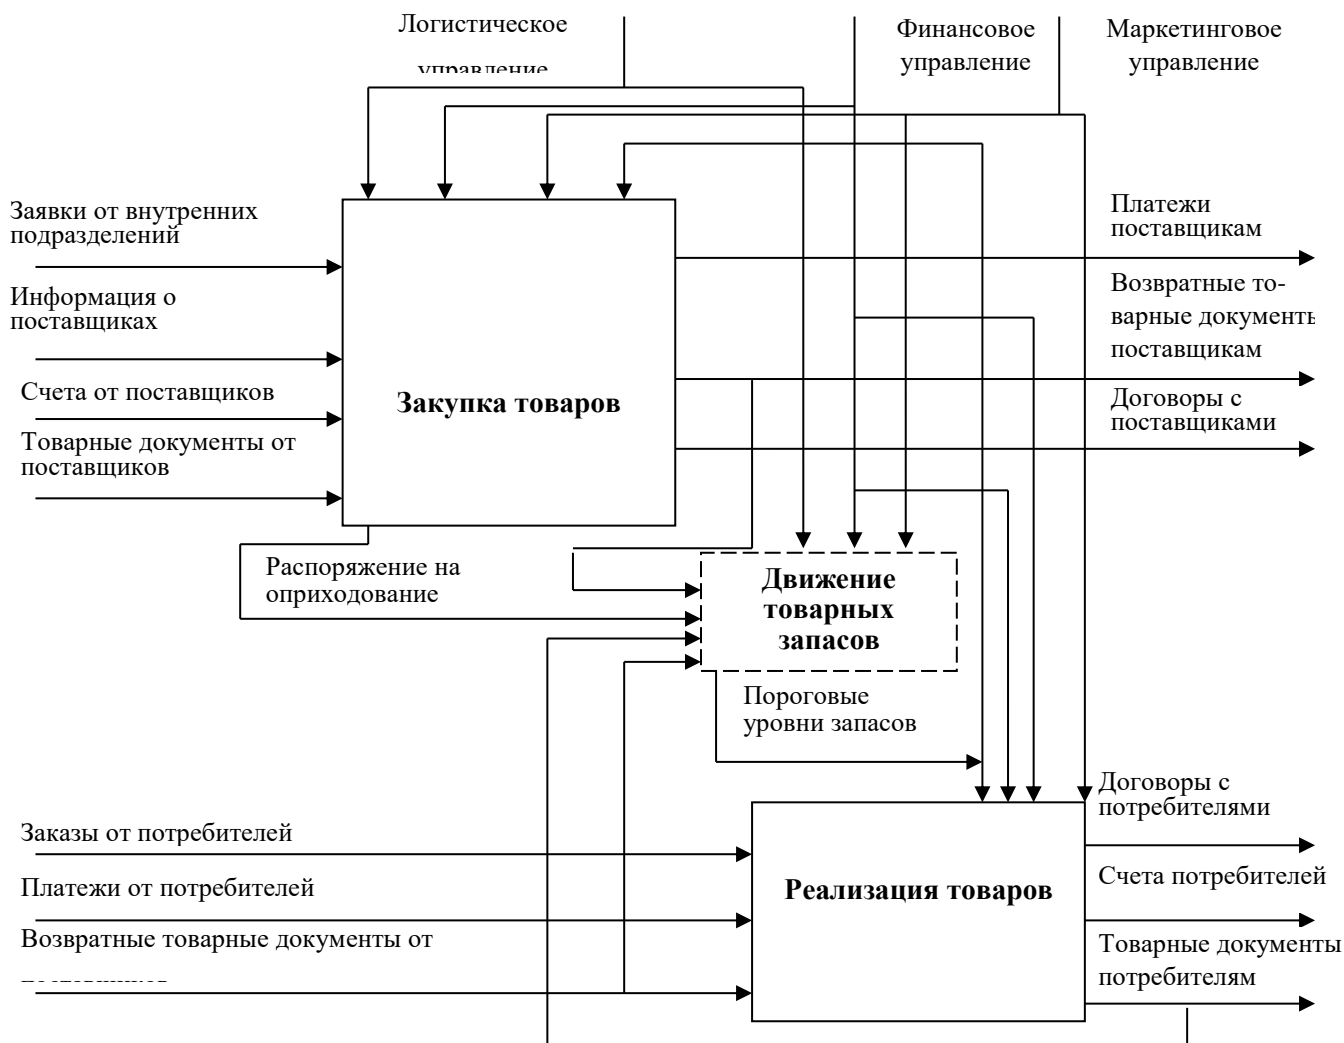 Логистическое
управление
Финансовое
управление
Маркетинговое
управление
Заявки от внутренних
подразделений
Информация о
поставщиках
Счета от поставщиков
Товарные документы от
поставщиков
Закупка товаров
Платежи
поставщикам
Возвратные то-
варные документы
поставщикам
Договоры с
поставщиками
Распоряжение на
оприходование
Движение
товарных
запасов
Пороговые
уровни запасов
Заказы от потребителей
Платежи от потребителей
Возвратные товарные документы от
Реализация товаров
Договоры с
потребителями
Счета потребителей
Товарные документы
потребителям